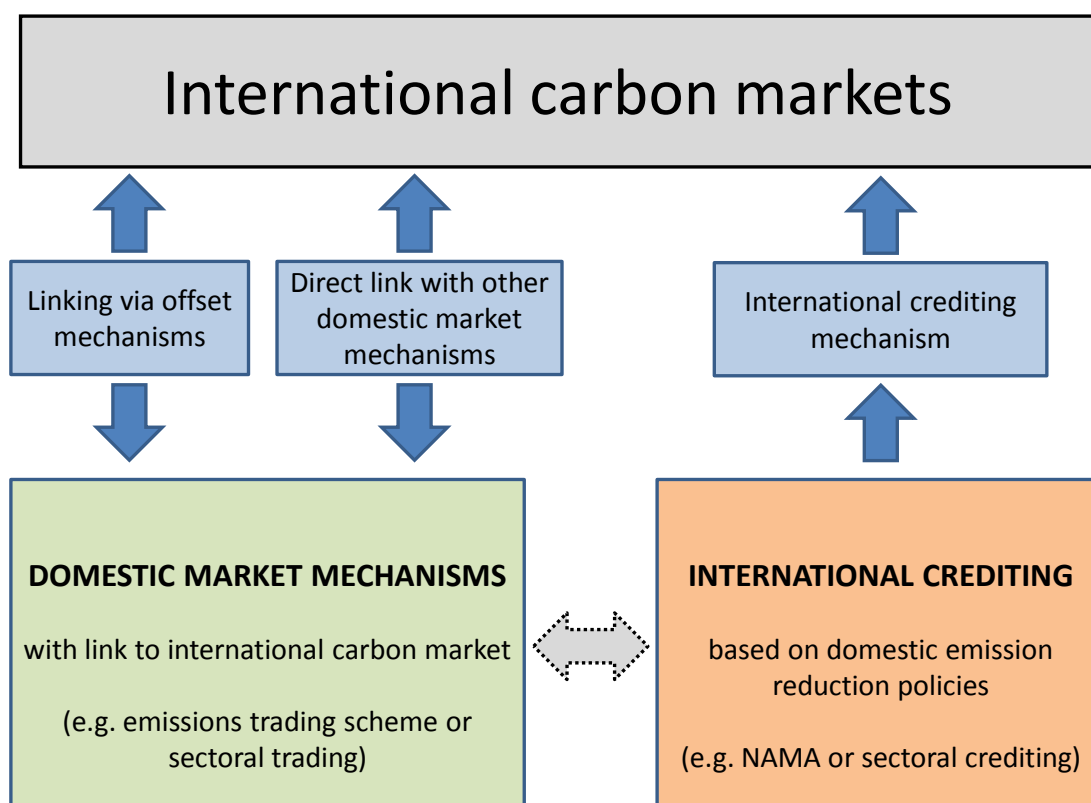 International carbon markets
Linking via offset
mechanisms
Direct link with other
domestic market
mechanisms
International crediting
mechanism
DOMESTIC MARKET MECHANISMS
with link to international carbon market
(e.g. emissions trading scheme or
sectoral trading)
INTERNATIONAL CREDITING
based on domestic emission
reduction policies
(e.g. NAMA or sectoral crediting)